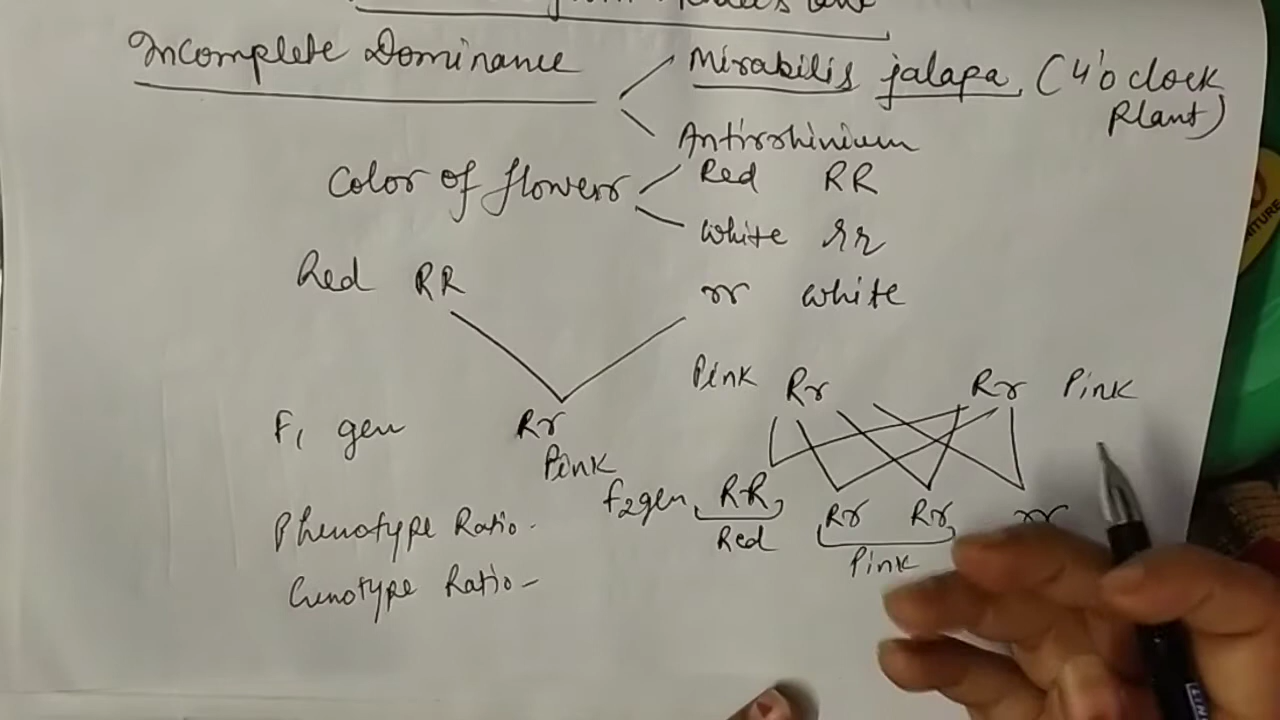 Incomplete Dominance
Mirabilis jalapa (4'o clock
Plant)
Antirrhinium
Color of flowers
Red RR
White rr
Red RR
rr White
Pink Rr Rr Pink
F1 gen Rr
Pink
F2 gen RR Rr Rr rr
Red
Pink
Phenotype Ratio -
Genotype Ratio -